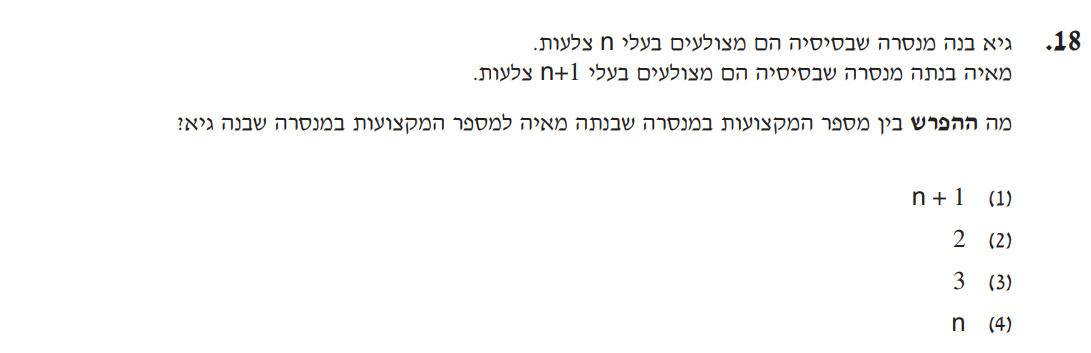 18. גיא בנה מנסרה שבסיסיה הם מצולעים בעלי n צלעות.
מאיה בנתה מנסרה שבסיסיה הם מצולעים בעלי n+1 צלעות.
מה ההפרש בין מספר המקצועות במנסרה שבנתה מאיה למספר המקצועות במנסרה שבנה גיא?
(1) n + 1
(2) 2
(3) 3
(4) n